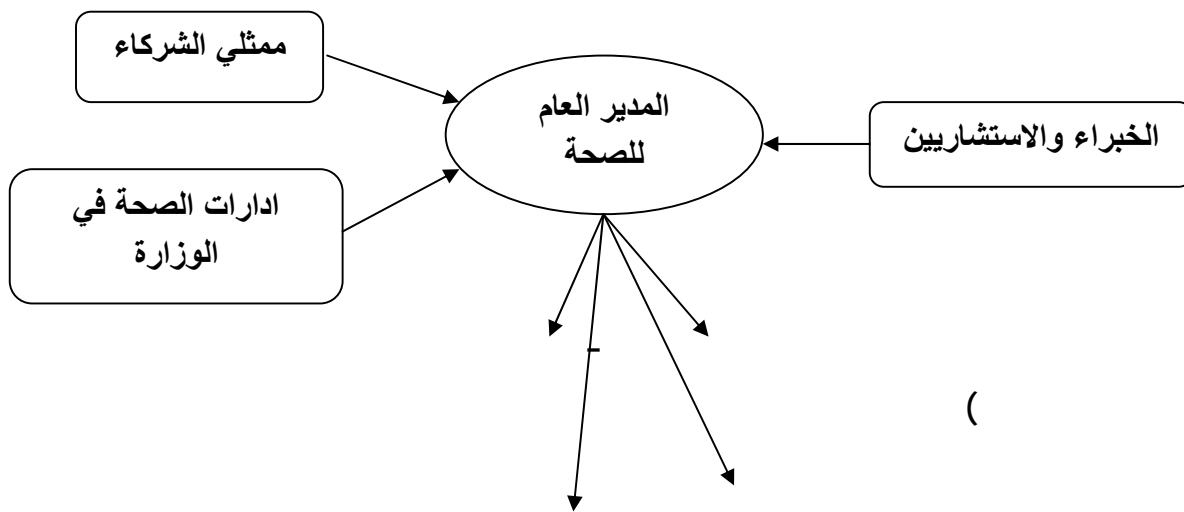 ممثلي الشركاء
المدير العام
للصحة
الخبراء والاستشاريين
ادارات الصحة في
الوزارة
-
(